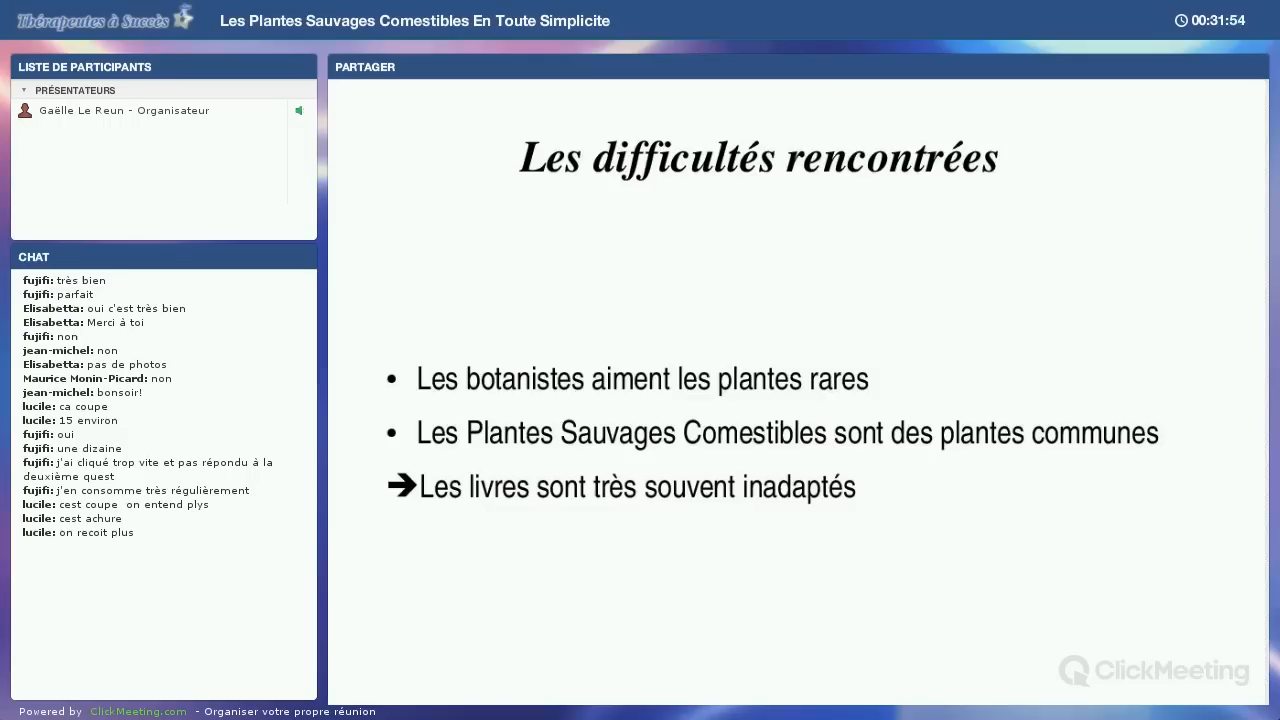 Thérapeutes à Succès
Les Plantes Sauvages Comestibles En Toute Simplicite
00:31:54
LISTE DE PARTICIPANTS
PRÉSENTATEURS
Gaëlle Le Reun - Organisateur
CHAT
fujifi: très bien
fujifi: parfait
Elisabetta: oui c'est très bien
Elisabetta: Merci à toi
fujifi: non
jean-michel: non
Elisabetta: pas de photos
Maurice Monin-Picard: non
jean-michel: bonsoir!
lucile: ca coupe
lucile: 15 environ
fujifi: oui
fujifi: une dizaine
fujifi: j'ai cliqué trop vite et pas répondu à la
deuxième quest
fujifi: j'en consomme très régulièrement
lucile: cest coupe on entend plys
lucile: cest achure
lucile: on recoit plus
PARTAGER
Les difficultés rencontrées
• Les botanistes aiment les plantes rares
• Les Plantes Sauvages Comestibles sont des plantes communes
➔Les livres sont très souvent inadaptés
ClickMeeting
Powered by ClickMeeting.com - Organiser votre propre réunion